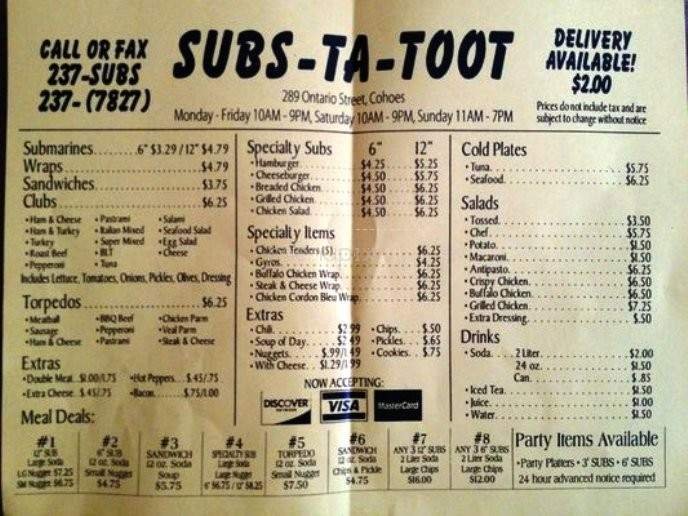 CALL OR FAX
237-SUBS
237-(7827)
SUBS-TA-TOOT
289 Ontario Street, Cohoes
Monday - Friday 10AM - 9PM, Saturday 10AM - 9PM, Sunday 11AM - 7PM
DELIVERY
AVAILABLE!
$2.00
Prices do not include tax and are
subject to change without notice
Submarines.......6" $3.29 / 12" $4.79
Wraps $4.79
Sandwiches $3.75
Clubs $6.25
• Ham & Cheese • Pastrami • Salami
• Ham & Turkey • Italian Mixed • Seafood Salad
• Turkey • Super Mixed • Egg Salad
• Roast Beef • BLT • Cheese
• Pepperoni • Tuna
Includes Lettuce, Tomatoes, Onions, Pickles, Olives, Dressing
Torpedos $6.25
• Meatball • BBQ Beef • Chicken Parm
• Sausage • Pepperoni • Veal Parm
• Ham & Cheese • Pastrami • Steak & Cheese
Extras
• Double Meat. $1.00/1.75 • Hot Peppers. $.45/.75
• Extra Cheese $.45/.75 • Bacon $.75/1.00
Specialty Subs 6" 12"
• Hamburger $4.25 $5.25
• Cheeseburger $4.50 $5.75
• Breaded Chicken $4.50 $6.25
• Grilled Chicken $4.50 $6.25
• Chicken Salad $4.50 $6.25
Specialty Items
• Chicken Tenders (5) $6.25
• Gyros $4.25
• Buffalo Chicken Wrap $6.25
• Steak & Cheese Wrap $6.25
• Chicken Cordon Bleu Wrap $6.25
Extras
• Chili $2.99 • Chips $.50
• Soup of Day $2.49 • Pickles $.65
• Nuggets $.99/1.49 • Cookies $.75
• With Cheese $1.29/1.99
NOW ACCEPTING:
DISCOVER VISA MasterCard
Cold Plates
• Tuna $5.75
• Seafood $6.25
Salads
• Tossed $3.50
• Chef $5.75
• Potato $1.50
• Macaroni $1.50
• Antipasto $6.25
• Crispy Chicken $6.50
• Buffalo Chicken $6.50
• Grilled Chicken $7.25
• Extra Dressing $.50
Drinks
• Soda 2 Liter $2.00
24 oz. $1.50
Can $.85
• Iced Tea $1.50
• Juice $1.00
• Water $1.50
Meal Deals:
#1
12" SUB
Large Soda
LG Nugget $7.25
SM Nugget $6.75
#2
6" SUB
12 oz. Soda
Small Nugget
$5.25
#3
SANDWICH
12 oz. Soda
Soup
$5.75
#4
SPECIALTY SUB
Large Soda
Large Nugget
6" $6.75 / 12" $8.25
#5
TORPEDO
12 oz. Soda
Small Nugget
$7.50
#6
SANDWICH
12 oz. Soda
Chips & Pickle
$4.75
#7
ANY 3 12" SUBS
2 Liter Soda
Large Chips
$16.00
#8
ANY 3 6" SUBS
2 Liter Soda
Large Chips
$12.00
Party Items Available
• Party Platters • 3' SUBS • 6' SUBS
24 hour advanced notice required